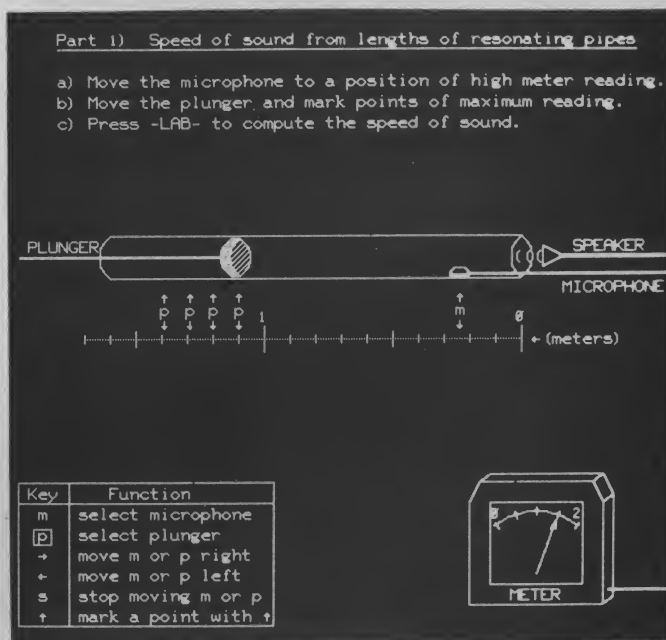 Part 1) Speed of sound from lengths of resonating pipes
a) Move the microphone to a position of high meter reading.
b) Move the plunger and mark points of maximum reading.
c) Press -LAB- to compute the speed of sound.
PLUNGER
SPEAKER
MICROPHONE
↑ ↑ ↑ ↑ ↑
p p p p 1 m 0
↓ ↓ ↓ ↓ ↓
← (meters)
Key Function
m select microphone
p select plunger
→ move m or p right
← move m or p left
s stop moving m or p
↑ mark a point with ↑
0 2
METER